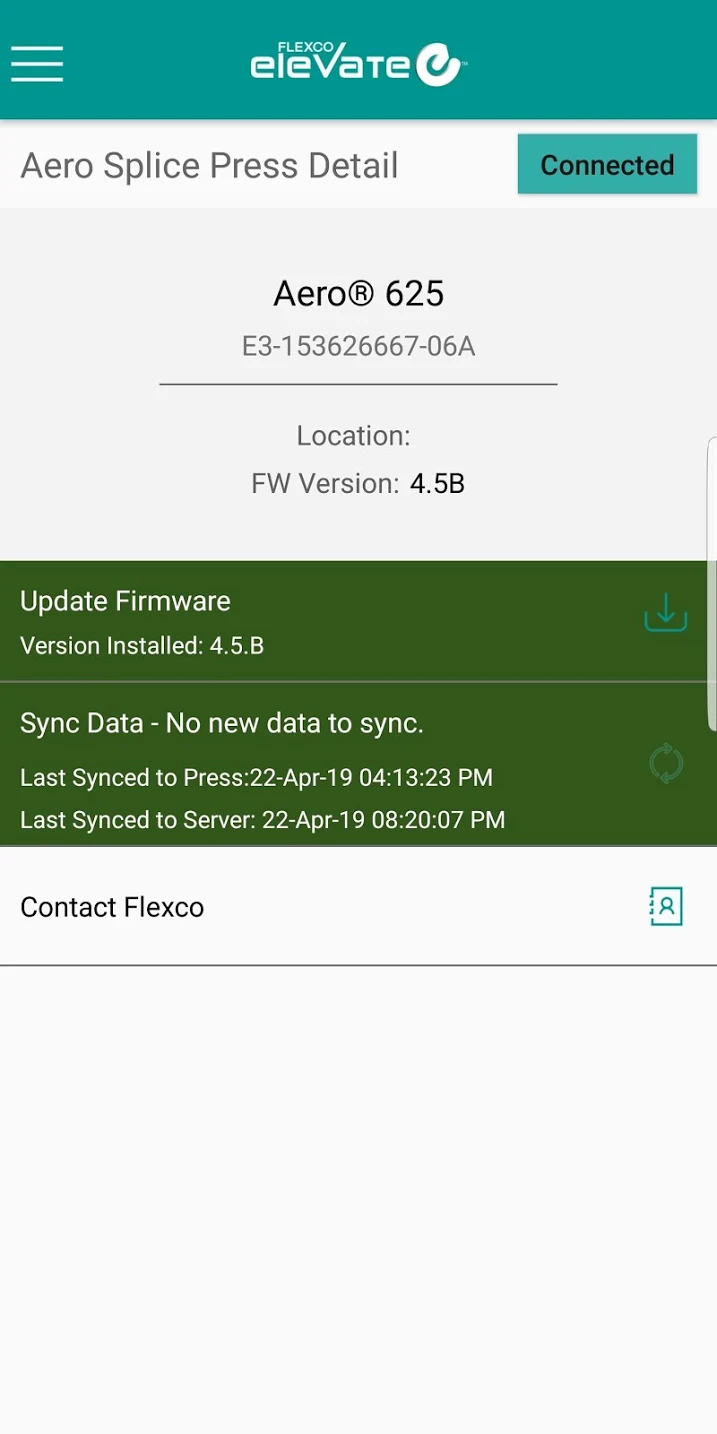 FLEXCO
elevate
™
Aero Splice Press Detail
Connected
Aero® 625
E3-153626667-06A
Location:
FW Version: 4.5B
Update Firmware
Version Installed: 4.5.B
Sync Data - No new data to sync.
Last Synced to Press:22-Apr-19 04:13:23 PM
Last Synced to Server: 22-Apr-19 08:20:07 PM
Contact Flexco